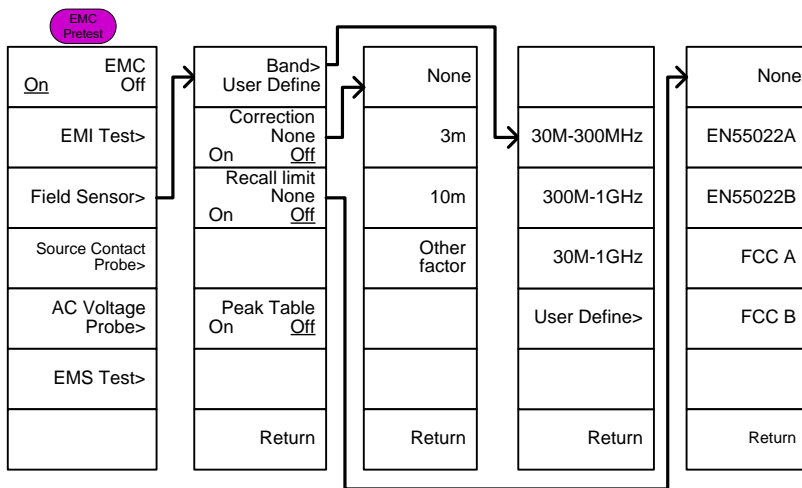 EMC
Pretest
EMC
On Off
EMI Test>
Field Sensor>
Source Contact
Probe>
AC Voltage
Probe>
EMS Test>
Band>
User Define
Correction
None
On Off
Recall limit
None
On Off
Peak Table
On Off
Return
None
3m
10m
Other
factor
Return
30M-300MHz
300M-1GHz
30M-1GHz
User Define>
Return
None
EN55022A
EN55022B
FCC A
FCC B
Return